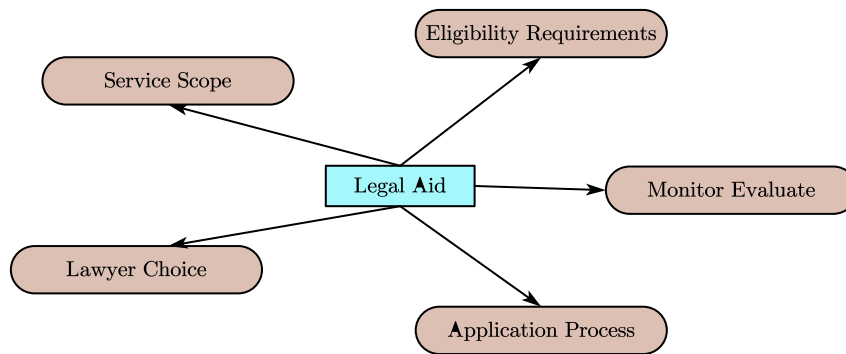 Eligibility Requirements
Service Scope
Legal Aid
Monitor Evaluate
Lawyer Choice
Application Process